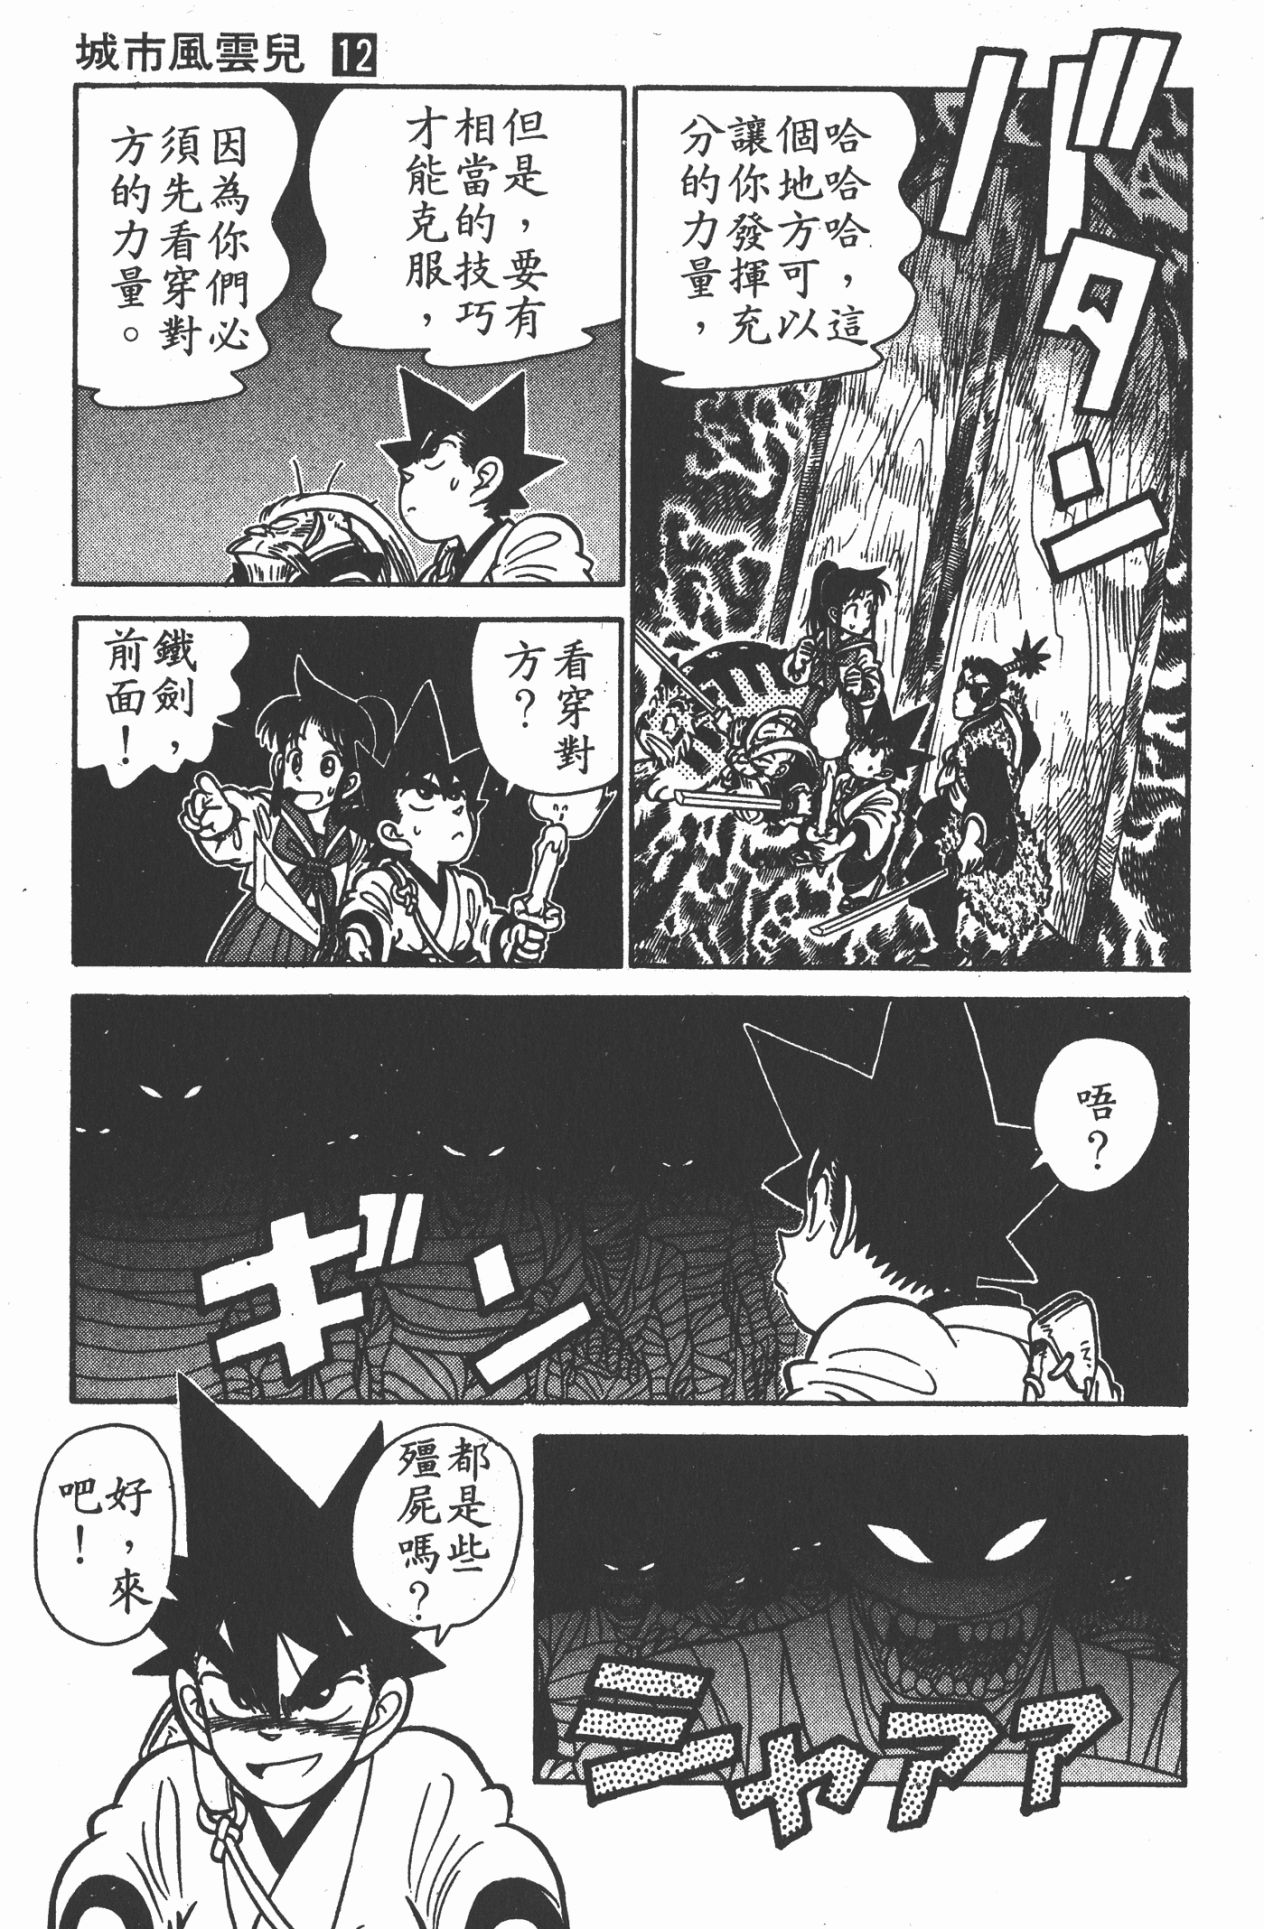 城市風雲兒 12
バタン
哈哈哈，這
個地方可以
讓你發揮充
分的力量，
但是，要有
相當的技巧
才能克服，
因為你們必
須先看穿對
方的力量。
看穿對
方？
鐵劍，
前面！
唔？
ギン
シャアア
都是些
殭屍嗎？
好，來
吧！